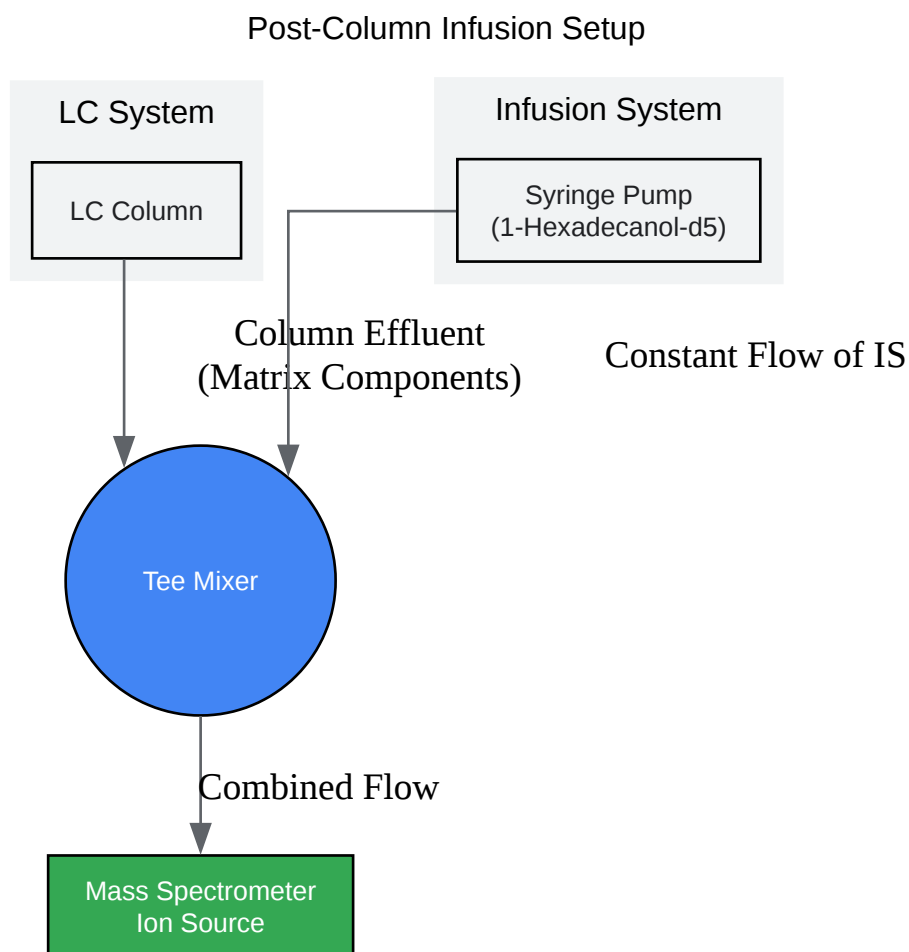 Post-Column Infusion Setup
LC System
Infusion System
LC Column
Syringe Pump
(1-Hexadecanol-d5)
Column Effluent
(Matrix Components)
Constant Flow of IS
Tee Mixer
Combined Flow
Mass Spectrometer
Ion Source